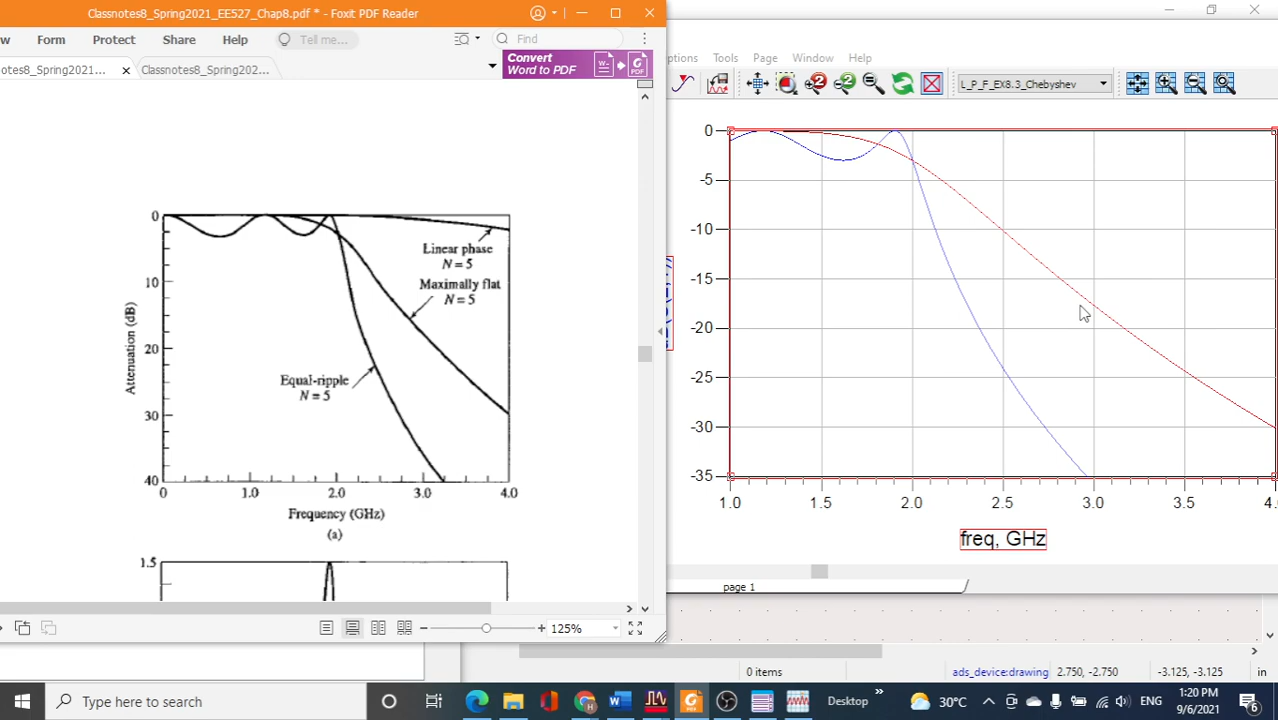 Classnotes8_Spring2021_EE527_Chap8.pdf * - Foxit PDF Reader
w Form Protect Share Help Tell me... Find
otes8_Spring2021... Classnotes8_Spring202...
Convert
Word to PDF
ptions Tools Page Window Help
L_P_F_EX8.3_Chebyshev
Attenuation (dB)
0
10
20
30
40
0 1.0 2.0 3.0 4.0
Linear phase
N = 5
Maximally flat
N = 5
Equal-ripple
N = 5
Frequency (GHz)
(a)
1.5
125%
0
-5
-10
-15
-20
-25
-30
-35
1.0 1.5 2.0 2.5 3.0 3.5 4.
freq, GHz
page 1
0 items ads_device:drawing 2.750, -2.750 -3.125, -3.125 in
Type here to search
Desktop
30°C
ENG
1:20 PM
9/6/2021
6